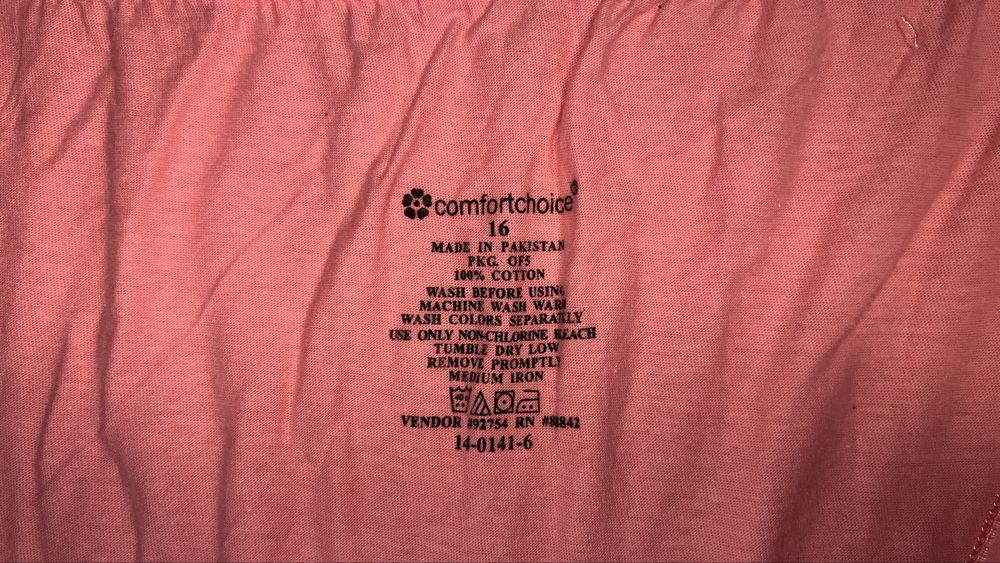 comfortchoice®
16
MADE IN PAKISTAN
PKG. OF5
100% COTTON
WASH BEFORE USING
MACHINE WASH WARM
WASH COLORS SEPARATELY
USE ONLY NON-CHLORINE BLEACH
TUMBLE DRY LOW
REMOVE PROMPTLY
MEDIUM IRON
VENDOR #92754 RN #88842
14-0141-6